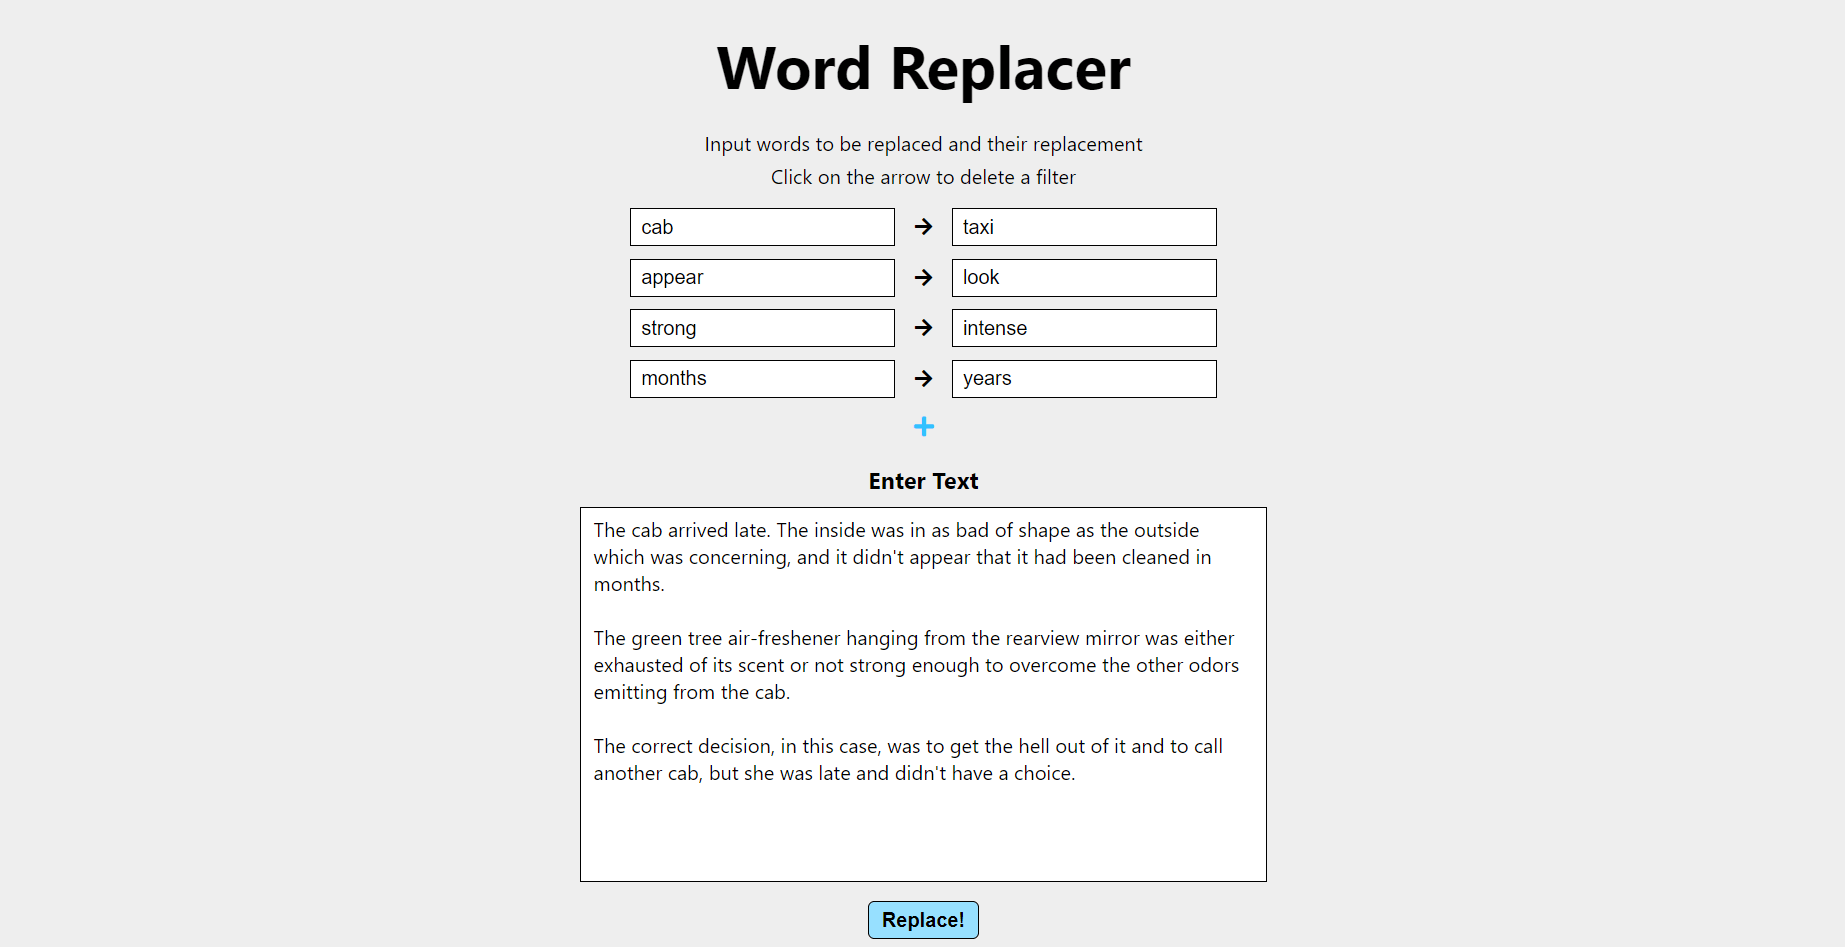 Word Replacer
Input words to be replaced and their replacement
Click on the arrow to delete a filter
cab → taxi
appear → look
strong → intense
months → years
+
Enter Text
The cab arrived late. The inside was in as bad of shape as the outside
which was concerning, and it didn't appear that it had been cleaned in
months.
The green tree air-freshener hanging from the rearview mirror was either
exhausted of its scent or not strong enough to overcome the other odors
emitting from the cab.
The correct decision, in this case, was to get the hell out of it and to call
another cab, but she was late and didn't have a choice.
Replace!